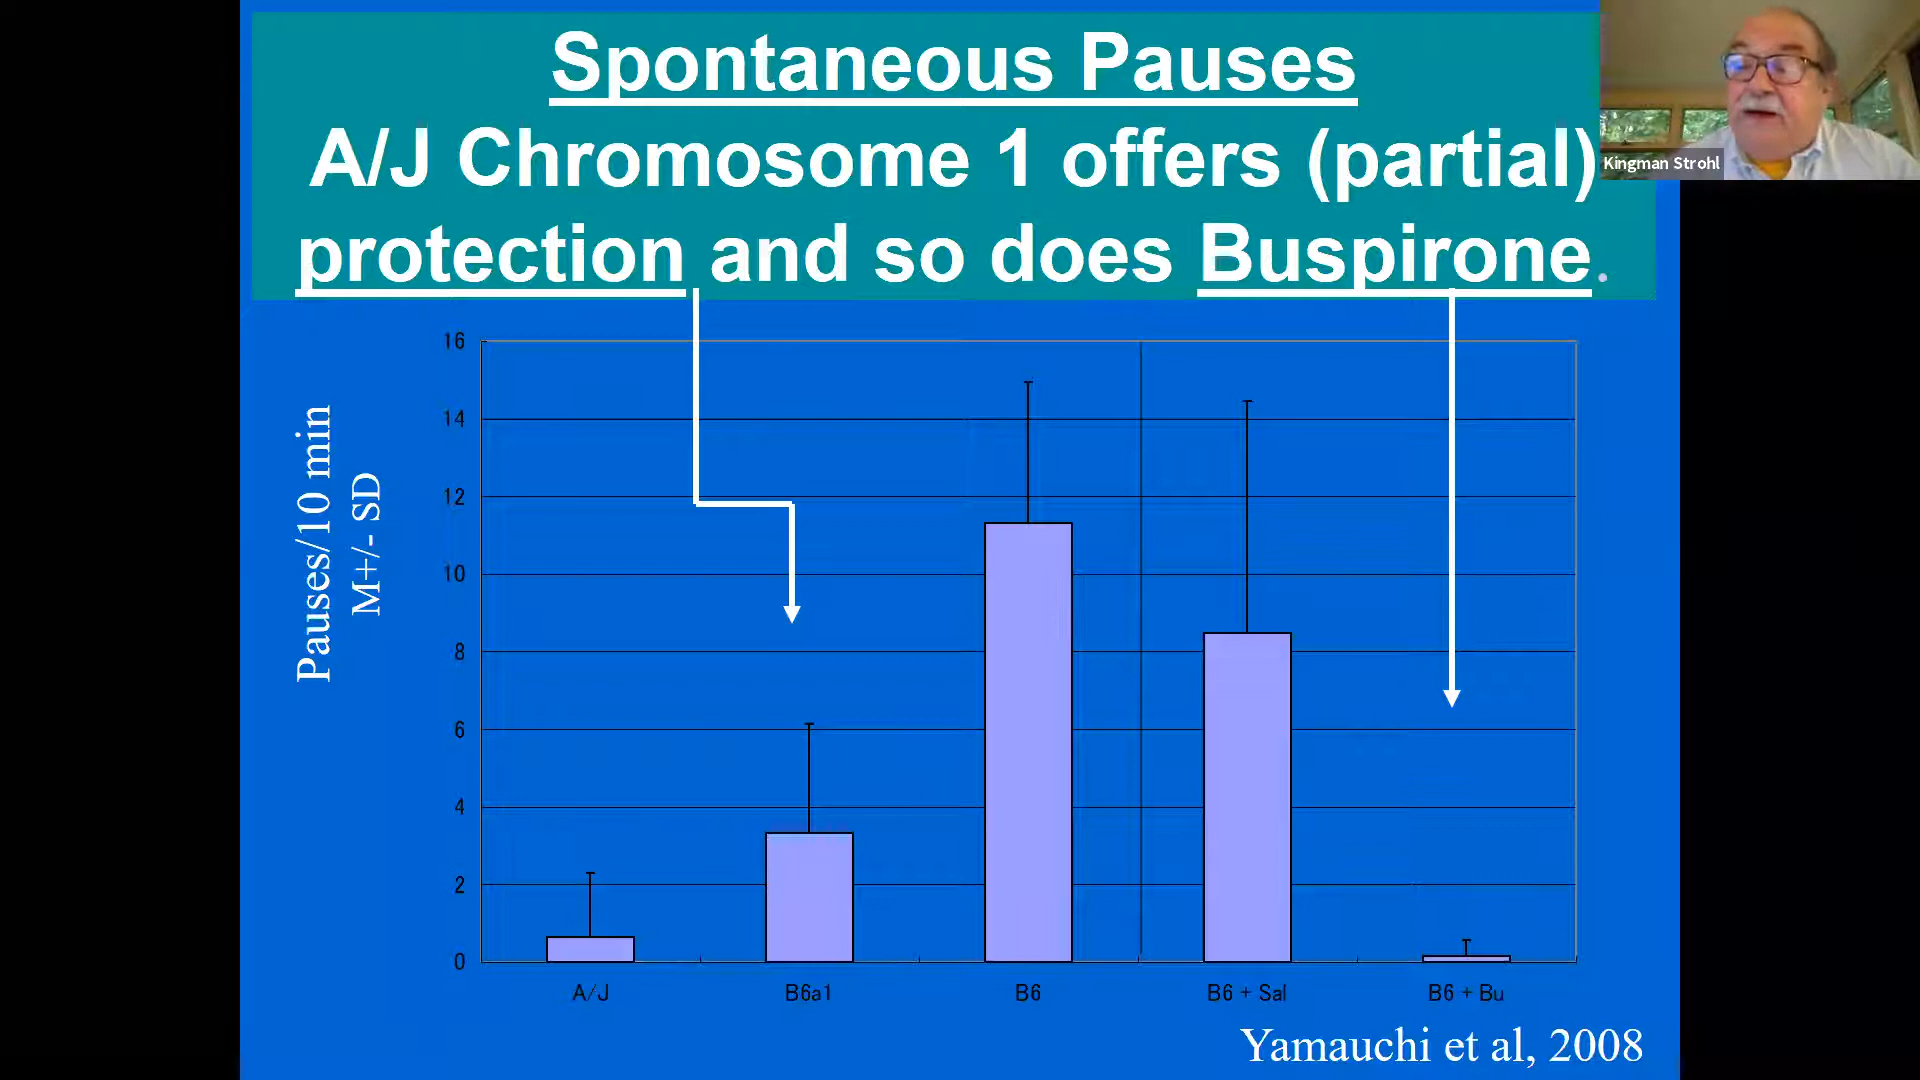 Spontaneous Pauses
A/J Chromosome 1 offers (partial)
protection and so does Buspirone.
Kingman Strohl
Pauses/10 min
M+/- SD
16
14
12
10
8
6
4
2
0
A/J
B6a1
B6
B6 + Sal
B6 + Bu
Yamauchi et al, 2008